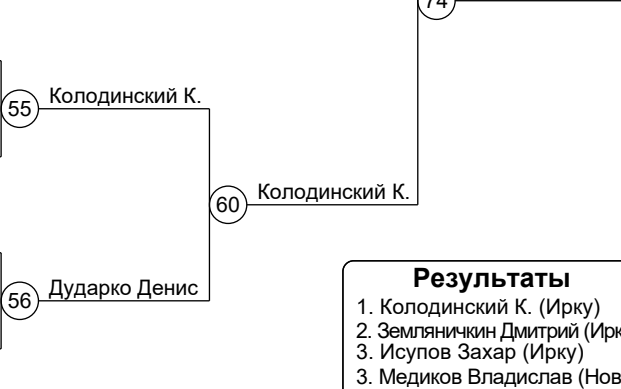 74
Колодинский К.
55
Колодинский К.
60
Дударко Денис
56
Результаты
1. Колодинский К. (Ирку)
2. Земляничкин Дмитрий (Ирк
3. Исупов Захар (Ирку)
3. Медиков Владислав (Нов